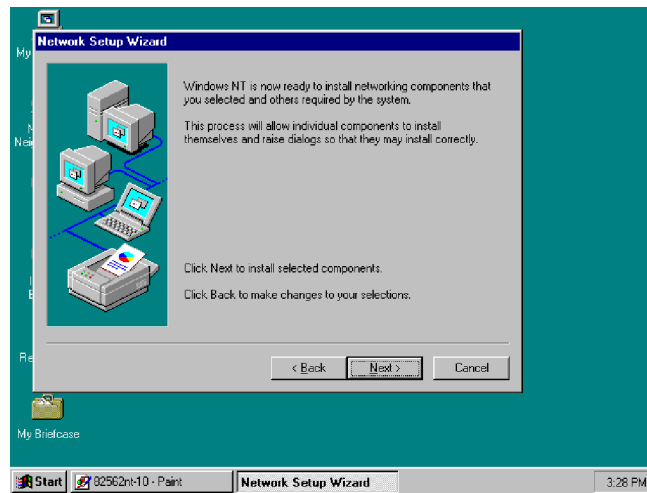 My
Network Setup Wizard
Windows NT is now ready to install networking components that
you selected and others required by the system.
This process will allow individual components to install
themselves and raise dialogs so that they may install correctly.
N
Nei
Click Next to install selected components.
Click Back to make changes to your selections.
E
Re
< Back
Next >
Cancel
My Briefcase
Start
82562nt-10 - Paint
Network Setup Wizard
3:28 PM